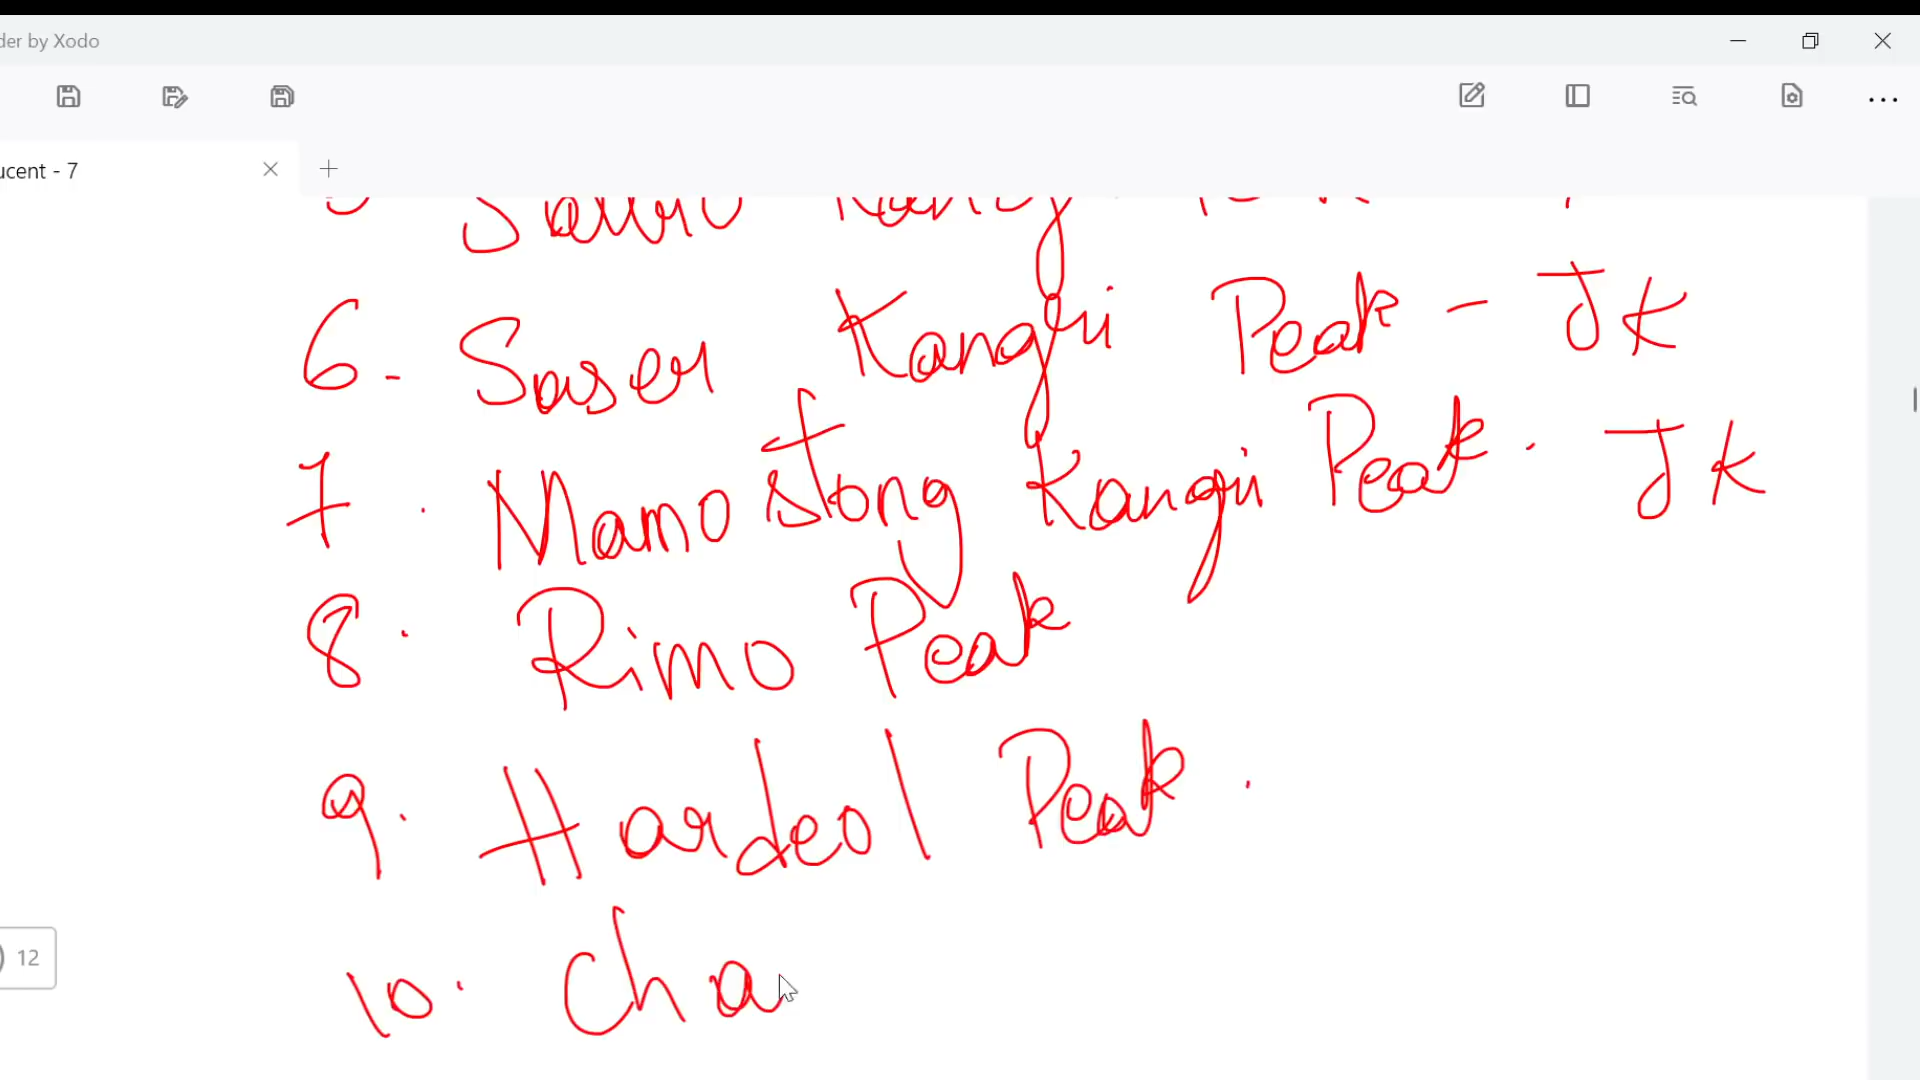 der by Xodo
ucent - 7
6- Saser Kangri Peak - JK
7. Mamostong Kangri Peak. JK
8. Rimo Peak
9. Hardeol Peak.
12
10. Cha